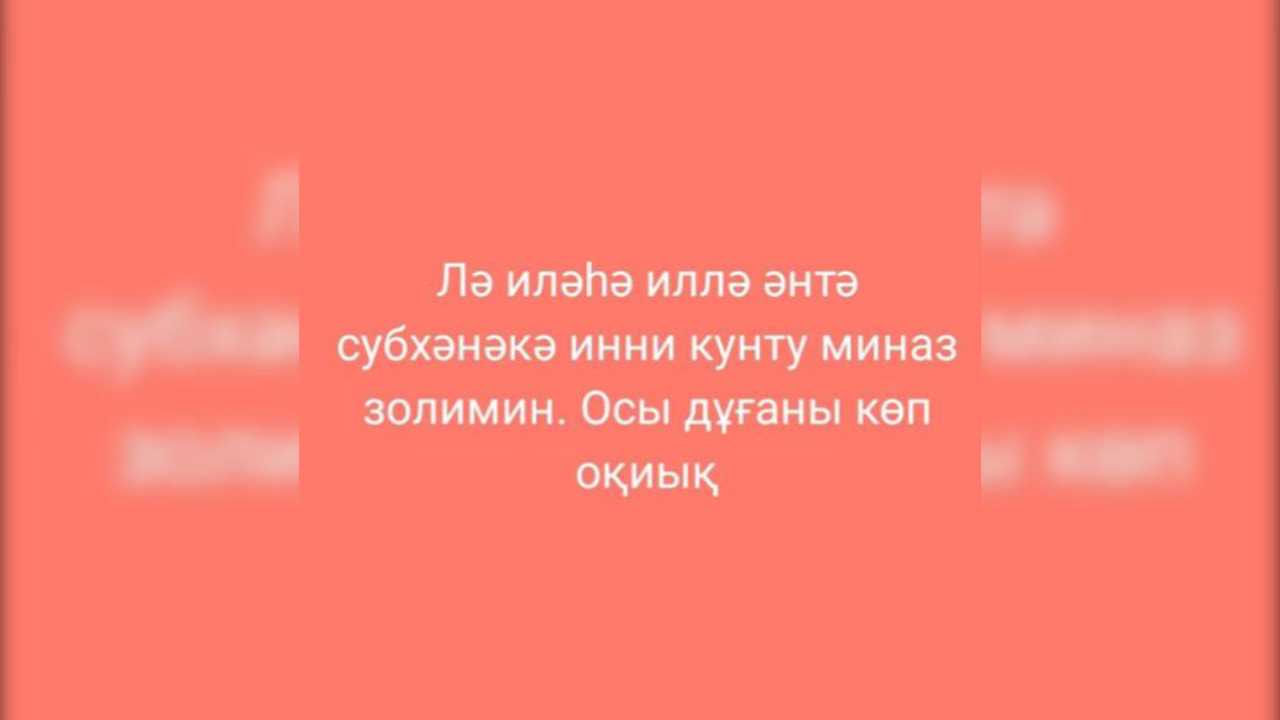 Лә иләһә иллә әнтә
субхәнәкә инни кунту миназ
золимин. Осы дұғаны көп
оқиық